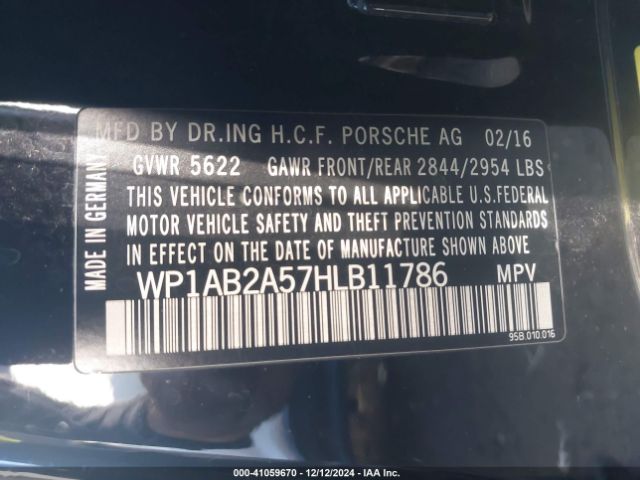 MFD BY DR.ING H.C.F. PORSCHE AG 02/16
GVWR 5622 GAWR FRONT/REAR 2844/2954 LBS
THIS VEHICLE CONFORMS TO ALL APPLICABLE U.S.FEDERAL
MOTOR VEHICLE SAFETY AND THEFT PREVENTION STANDARDS
IN EFFECT ON THE DATE OF MANUFACTURE SHOWN ABOVE
WP1AB2A57HLB11786 MPV
95B.010.016
MADE IN GERMANY
000-41059670 - 12/12/2024 - IAA Inc.